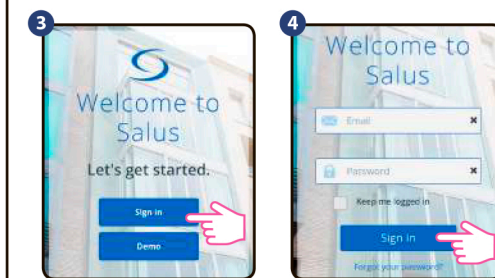 3
Welcome to
Salus
Let's get started.
Sign in
Demo
4
Welcome to
Salus
Email
Password
Keep me logged in
Sign in
Forgot your password?